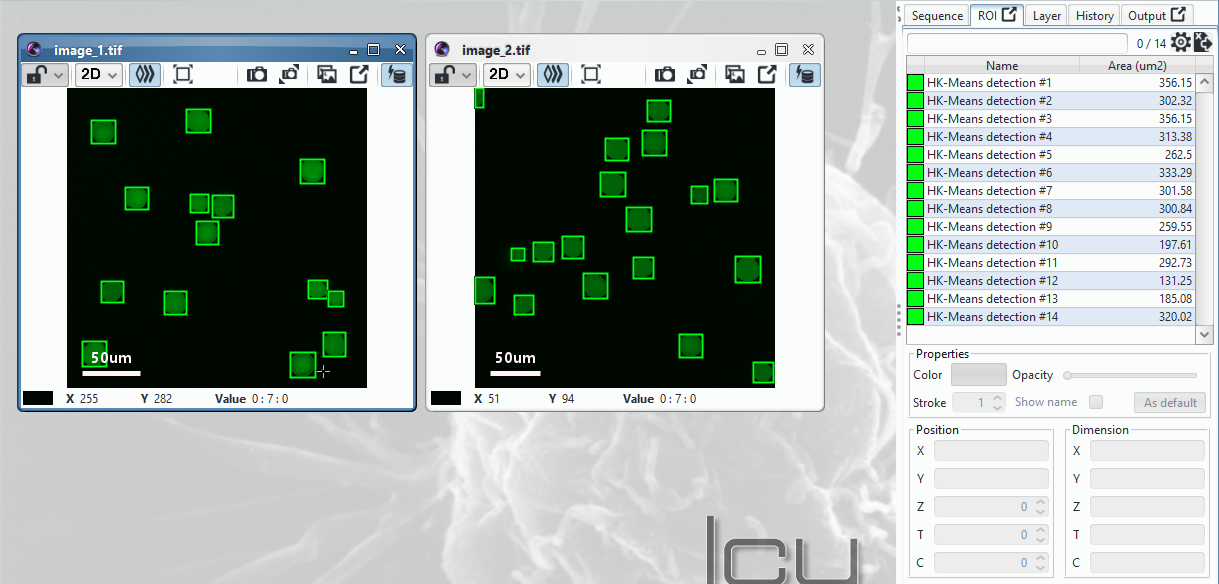 image_1.tif
2D
50um
X 255 Y 282 Value 0 : 7 : 0
image_2.tif
2D
50um
X 51 Y 94 Value 0 : 7 : 0
Icy
Sequence ROI Layer History Output
0 / 14
Name Area (um2)
HK-Means detection #1 356.15
HK-Means detection #2 302.32
HK-Means detection #3 356.15
HK-Means detection #4 313.38
HK-Means detection #5 262.5
HK-Means detection #6 333.29
HK-Means detection #7 301.58
HK-Means detection #8 300.84
HK-Means detection #9 259.55
HK-Means detection #10 197.61
HK-Means detection #11 292.73
HK-Means detection #12 131.25
HK-Means detection #13 185.08
HK-Means detection #14 320.02
Properties
Color Opacity
Stroke 1 Show name As default
Position Dimension
X X
Y Y
Z 0 Z
T 0 T
C 0 C